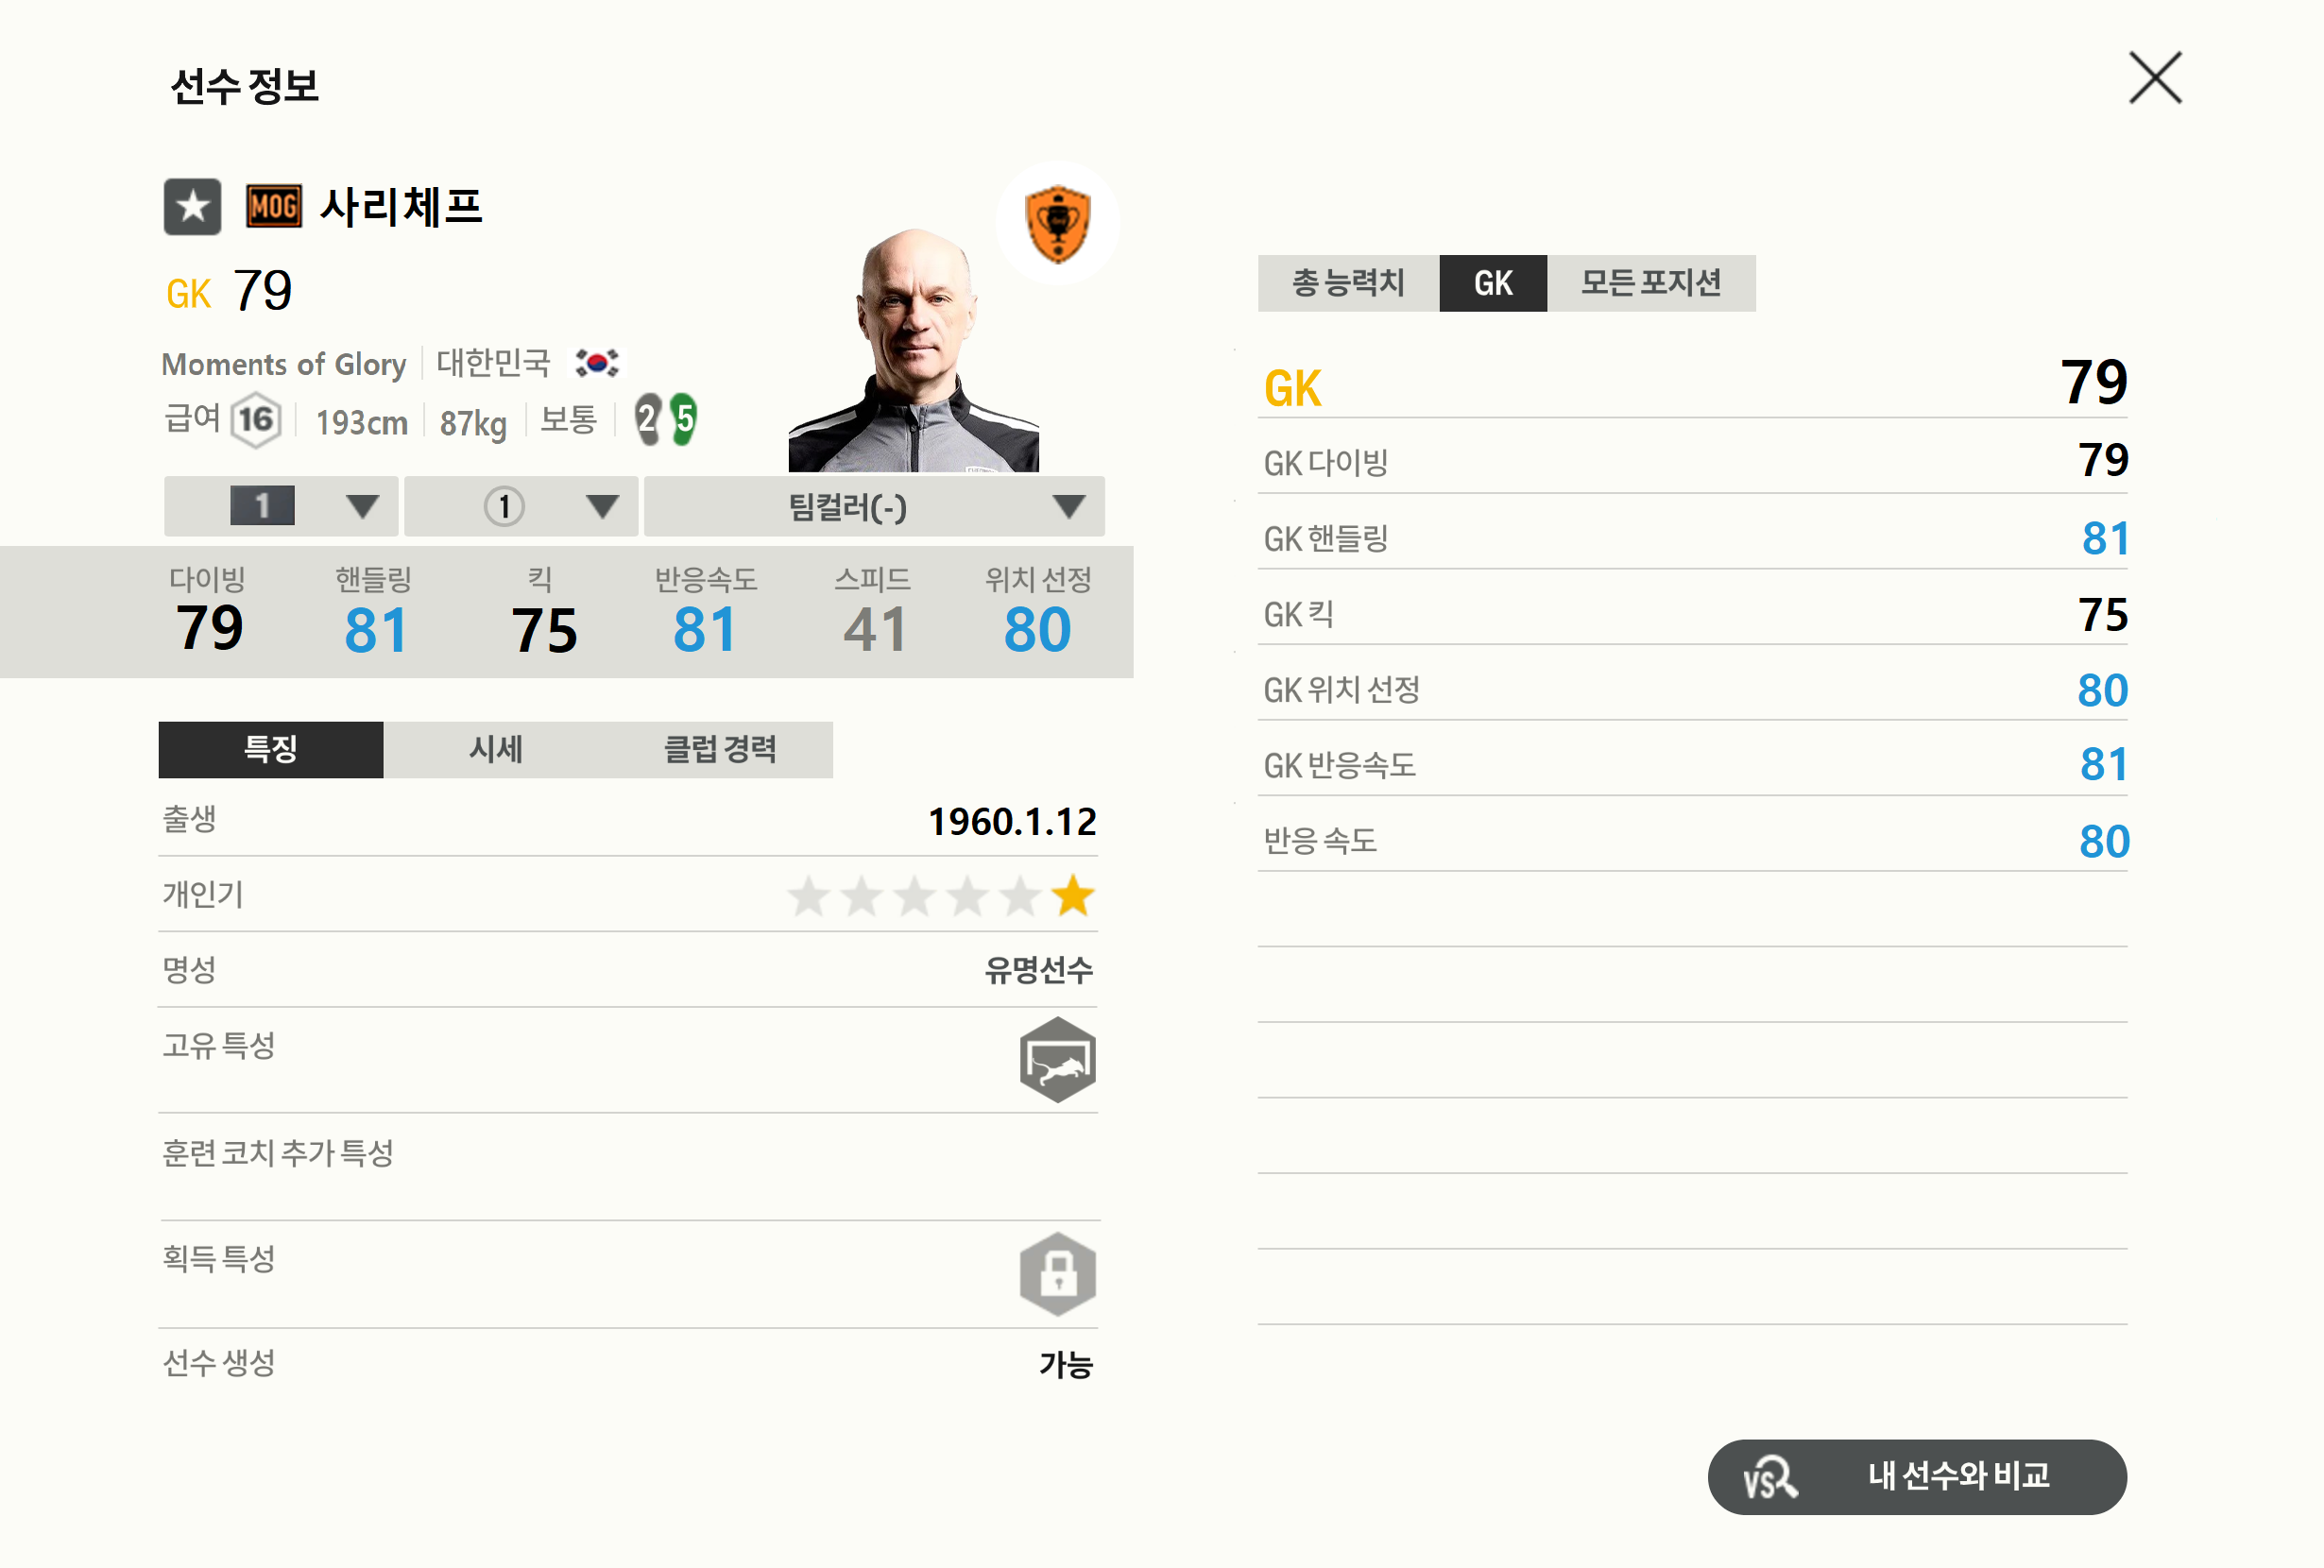 선수 정보
MOG 사리체프
GK 79
Moments of Glory 대한민국
급여 16 193cm 87kg 보통 2 5
1 1 팀컬러(-)
다이빙 핸들링 킥 반응속도 스피드 위치 선정
79 81 75 81 41 80
특징 시세 클럽 경력
출생 1960.1.12
개인기
명성 유명선수
고유 특성
훈련 코치 추가 특성
획득 특성
선수 생성 가능
총 능력치 GK 모든 포지션
GK 79
GK 다이빙 79
GK 핸들링 81
GK 킥 75
GK 위치 선정 80
GK 반응속도 81
반응 속도 80
VS 내 선수와 비교